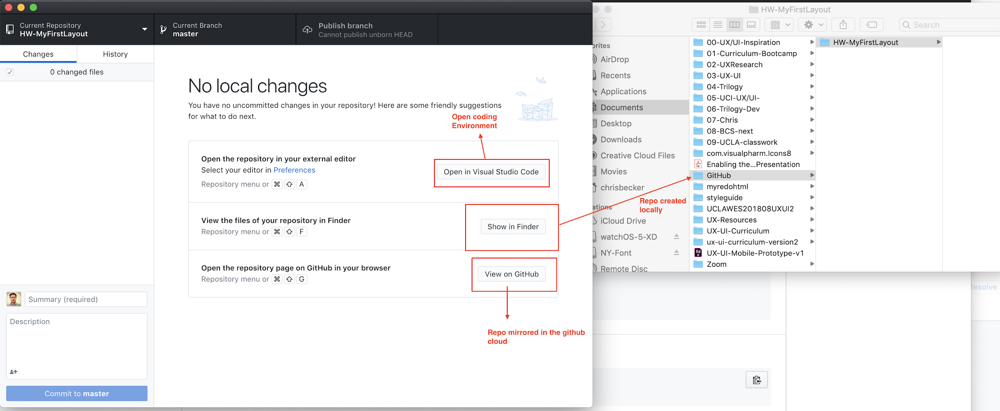 Current Repository
HW-MyFirstLayout
Current Branch
master
Publish branch
Cannot publish unborn HEAD
Changes
History
0 changed files
No local changes
You have no uncommitted changes in your repository! Here are some friendly suggestions
for what to do next.
Open coding
Environment
Open the repository in your external editor
Select your editor in Preferences
Repository menu or ⌘ ⇧ A
Open in Visual Studio Code
View the files of your repository in Finder
Repository menu or ⌘ ⇧ F
Show in Finder
Open the repository page on GitHub in your browser
Repository menu or ⌘ ⇧ G
View on GitHub
Repo mirrored in the github
cloud
Summary (required)
Description
Commit to master
HW-MyFirstLayout
Search
orites
AirDrop
Recents
Applications
Documents
Desktop
Downloads
Creative Cloud Files
Movies
chrisbecker
ations
iCloud Drive
watchOS-5-XD
NY-Font
Remote Disc
Repo created
locally
00-UX/UI-Inspiration
01-Curriculum-Bootcamp
02-UXResearch
03-UX-UI
04-Trilogy
05-UCI-UX/UI-
06-Trilogy-Dev
07-Chris
08-BCS-next
09-UCLA-classwork
com.visualpharm.Icons8
Enabling the...Presentation
GitHub
myredohtml
styleguide
UCLAWES201808UXUI2
UX-Resources
UX-UI-Curriculum
ux-ui-curriculum-version2
UX-UI-Mobile-Prototype-v1
Zoom
HW-MyFirstLayout
Resolve